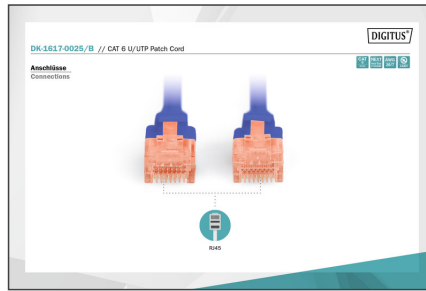 DIGITUS®
DK-1617-0025/B // CAT 6 U/UTP Patch Cord
Anschlüsse
Connections
RJ45